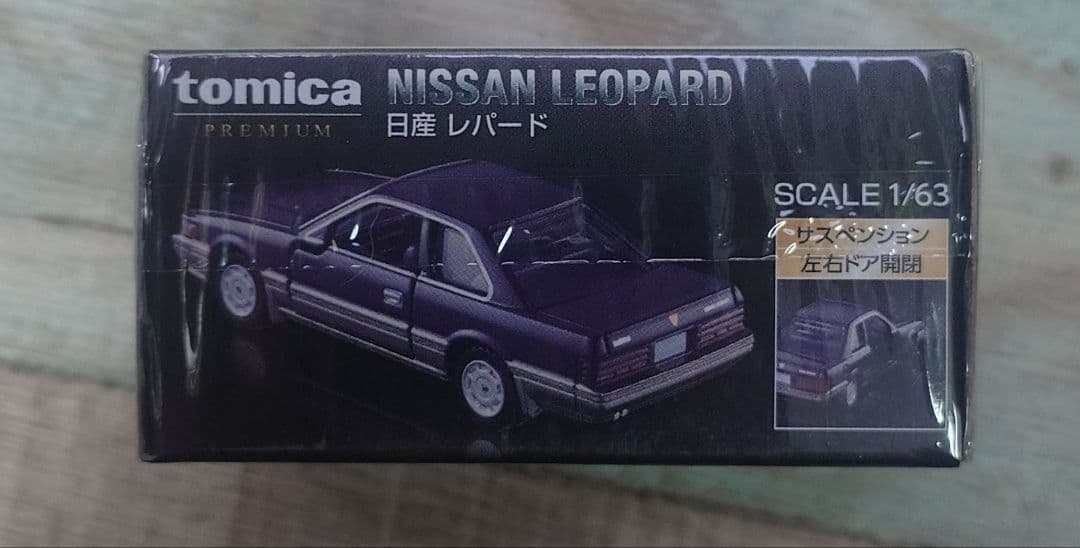 tomica
PREMIUM
NISSAN LEOPARD
日産 レパード
SCALE 1/63
サスペンション
左右ドア開閉